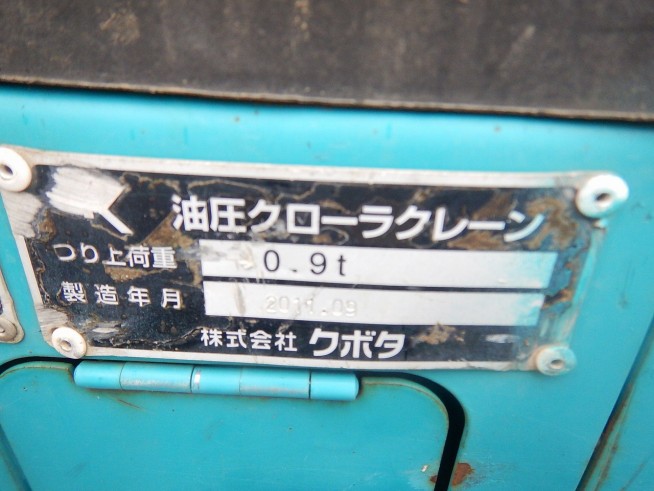 油圧クローラクレーン
つり上荷重 0.9t
製造年月
株式会社 クボタ